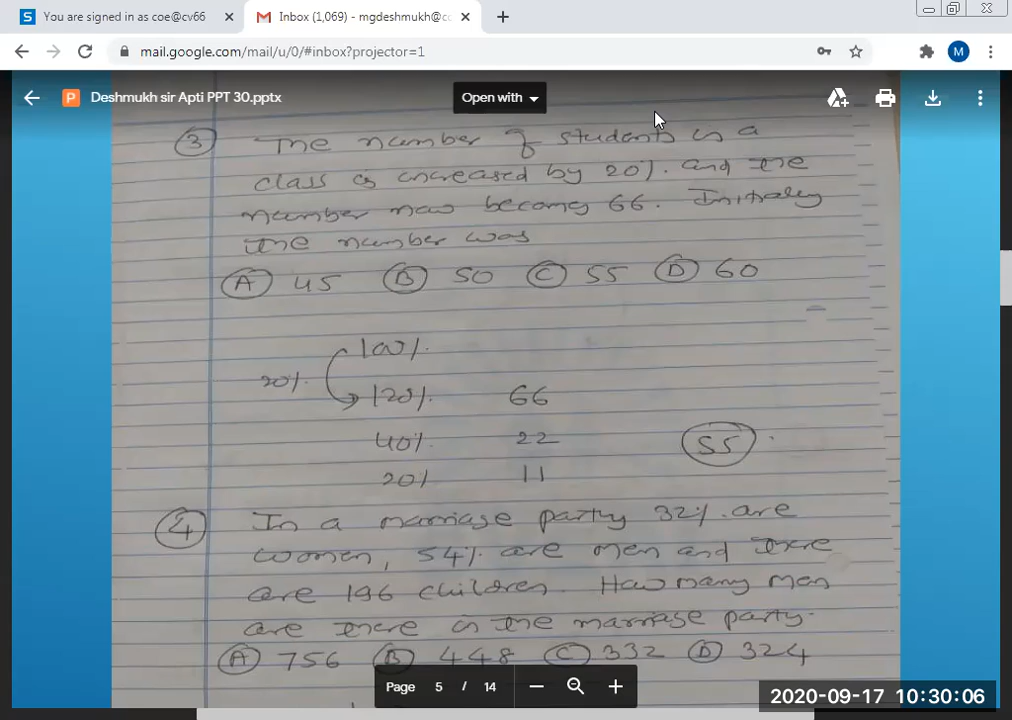 You are signed in as coe@cv66
Inbox (1,069) - mgdeshmukh@cc
mail.google.com/mail/u/0/#inbox?projector=1
M
P Deshmukh sir Apti PPT 30.pptx
Open with
3 The number of students in a
class is increased by 20%. and the
number now becomes 66. Initialy
the number was
A 45 B 50 C 55 D 60
100%.
20%. 120%. 66
40% 22 55
20% 11
4 In a marriage partly 32%. are
women, 54%. are men and there
are 196 children. How many men
are there in the marriage party.
A 756 B 448 C 332 D 324
Page 5 / 14
2020-09-17 10:30:06